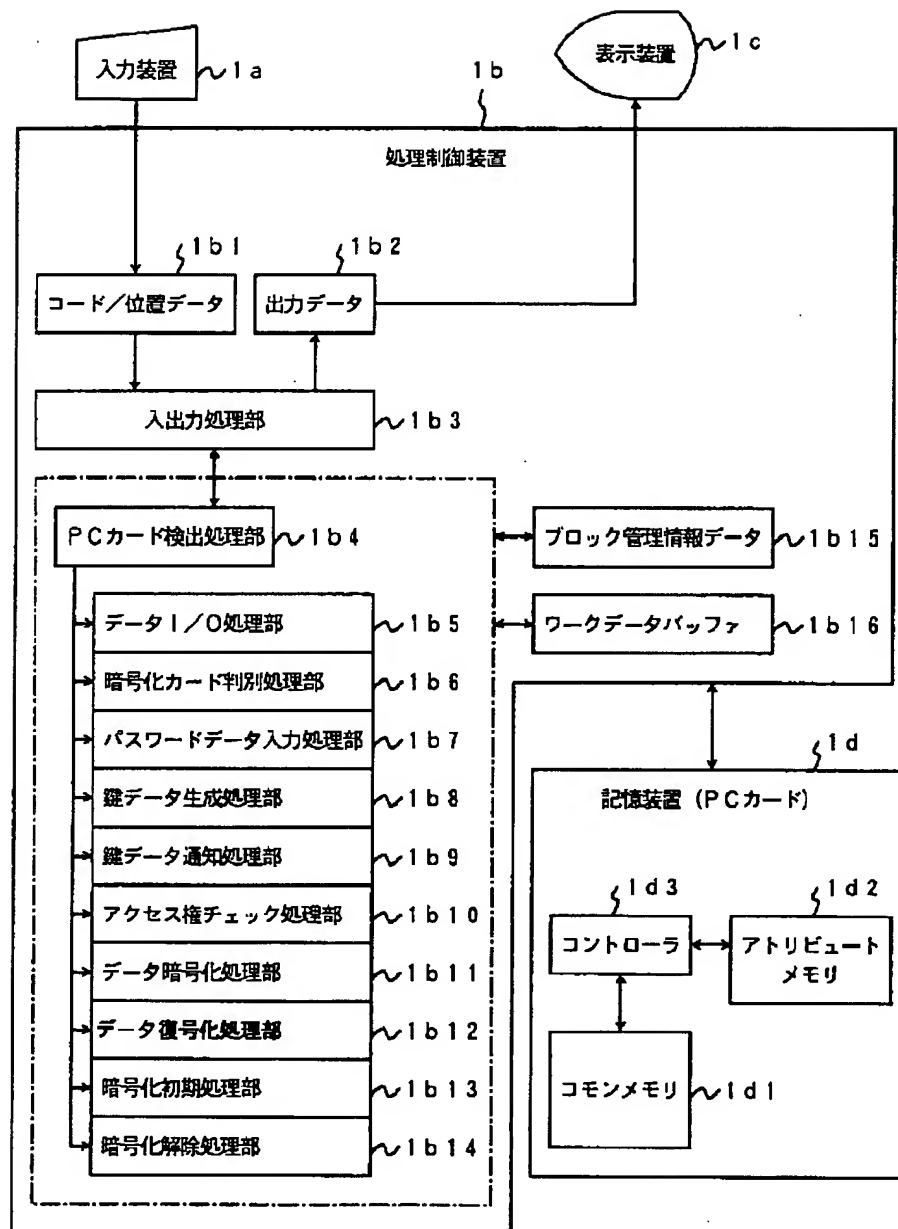 入力装置 1a
表示装置 1c
1b
処理制御装置
1b1
1b2
コード/位置データ
出力データ
入出力処理部 1b3
PCカード検出処理部 1b4
ブロック管理情報データ 1b15
ワークデータバッファ 1b16
データI/O処理部 1b5
暗号化カード判別処理部 1b6
パスワードデータ入力処理部 1b7
鍵データ生成処理部 1b8
鍵データ通知処理部 1b9
アクセス権チェック処理部 1b10
データ暗号化処理部 1b11
データ復号化処理部 1b12
暗号化初期処理部 1b13
暗号化解除処理部 1b14
1d
記憶装置(PCカード)
1d3
1d2
コントローラ
アトリビュート
メモリ
コモンメモリ 1d1